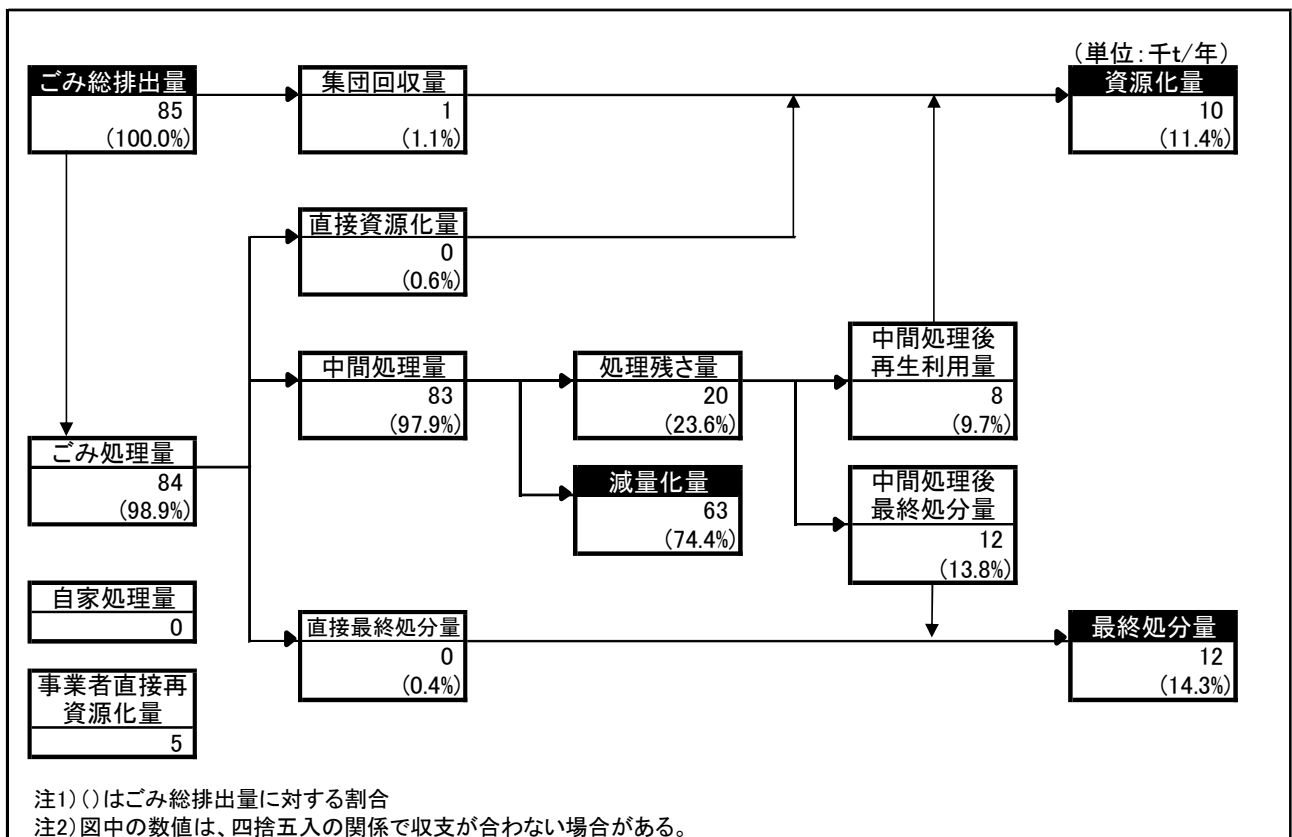 （単位：千t/年）
ごみ総排出量
85
(100.0%)
集団回収量
1
(1.1%)
資源化量
10
(11.4%)
直接資源化量
0
(0.6%)
中間処理量
83
(97.9%)
処理残さ量
20
(23.6%)
中間処理後
再生利用量
8
(9.7%)
ごみ処理量
84
(98.9%)
減量化量
63
(74.4%)
中間処理後
最終処分量
12
(13.8%)
自家処理量
0
直接最終処分量
0
(0.4%)
最終処分量
12
(14.3%)
事業者直接再
資源化量
5
注1)()はごみ総排出量に対する割合
注2)図中の数値は、四捨五入の関係で収支が合わない場合がある。